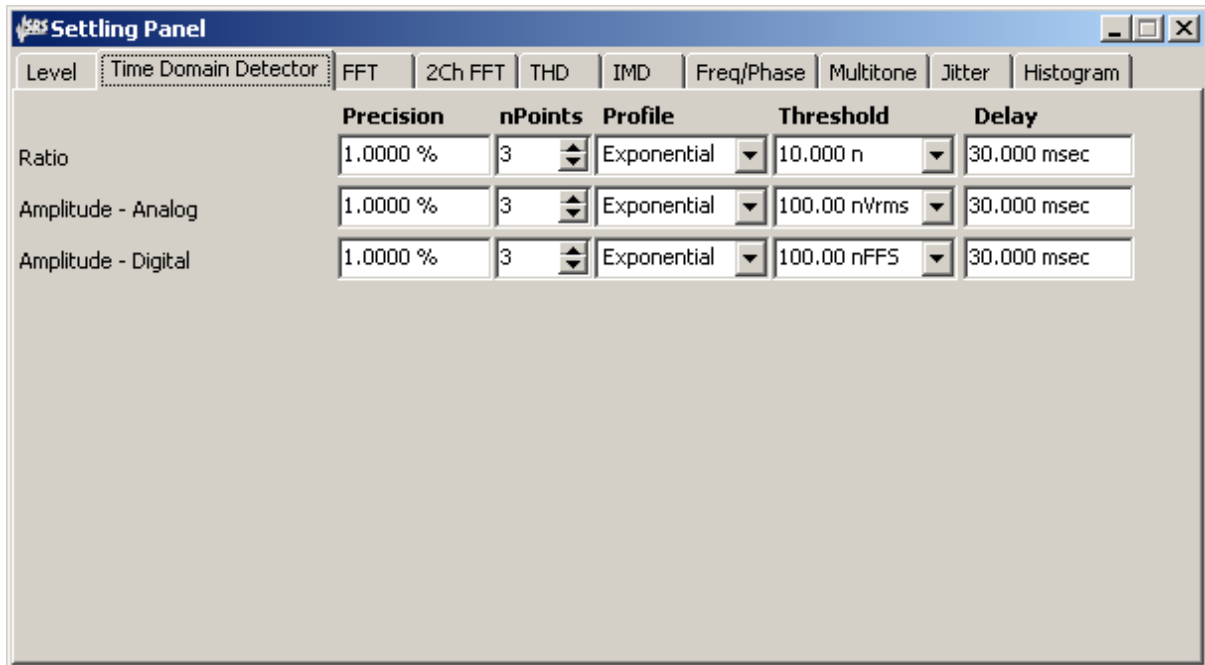 SRS Settling Panel
Level Time Domain Detector FFT 2Ch FFT THD IMD Freq/Phase Multitone Jitter Histogram
Precision nPoints Profile Threshold Delay
Ratio 1.0000 % 3 Exponential 10.000 n 30.000 msec
Amplitude - Analog 1.0000 % 3 Exponential 100.00 nVrms 30.000 msec
Amplitude - Digital 1.0000 % 3 Exponential 100.00 nFFS 30.000 msec